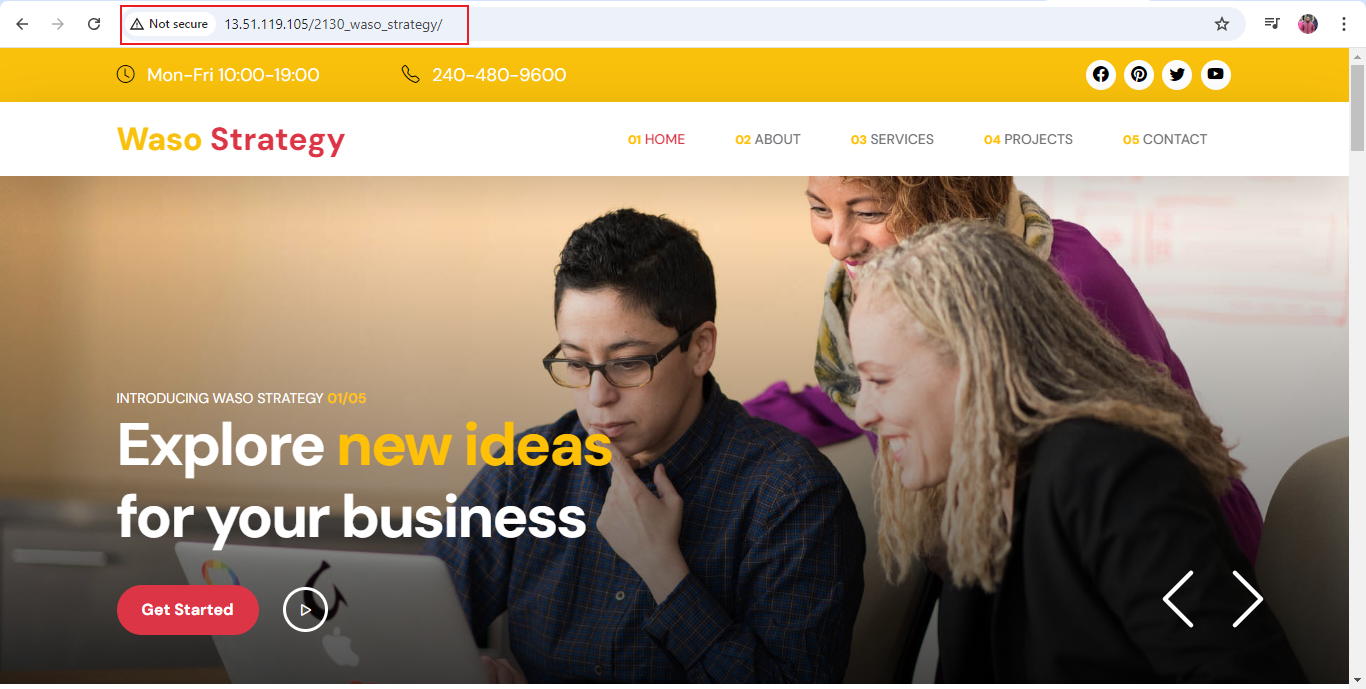 Not secure 13.51.119.105/2130_waso_strategy/
Mon-Fri 10:00-19:00 240-480-9600
Waso Strategy 01 HOME 02 ABOUT 03 SERVICES 04 PROJECTS 05 CONTACT
INTRODUCING WASO STRATEGY 01/05
Explore new ideas
for your business
Get Started